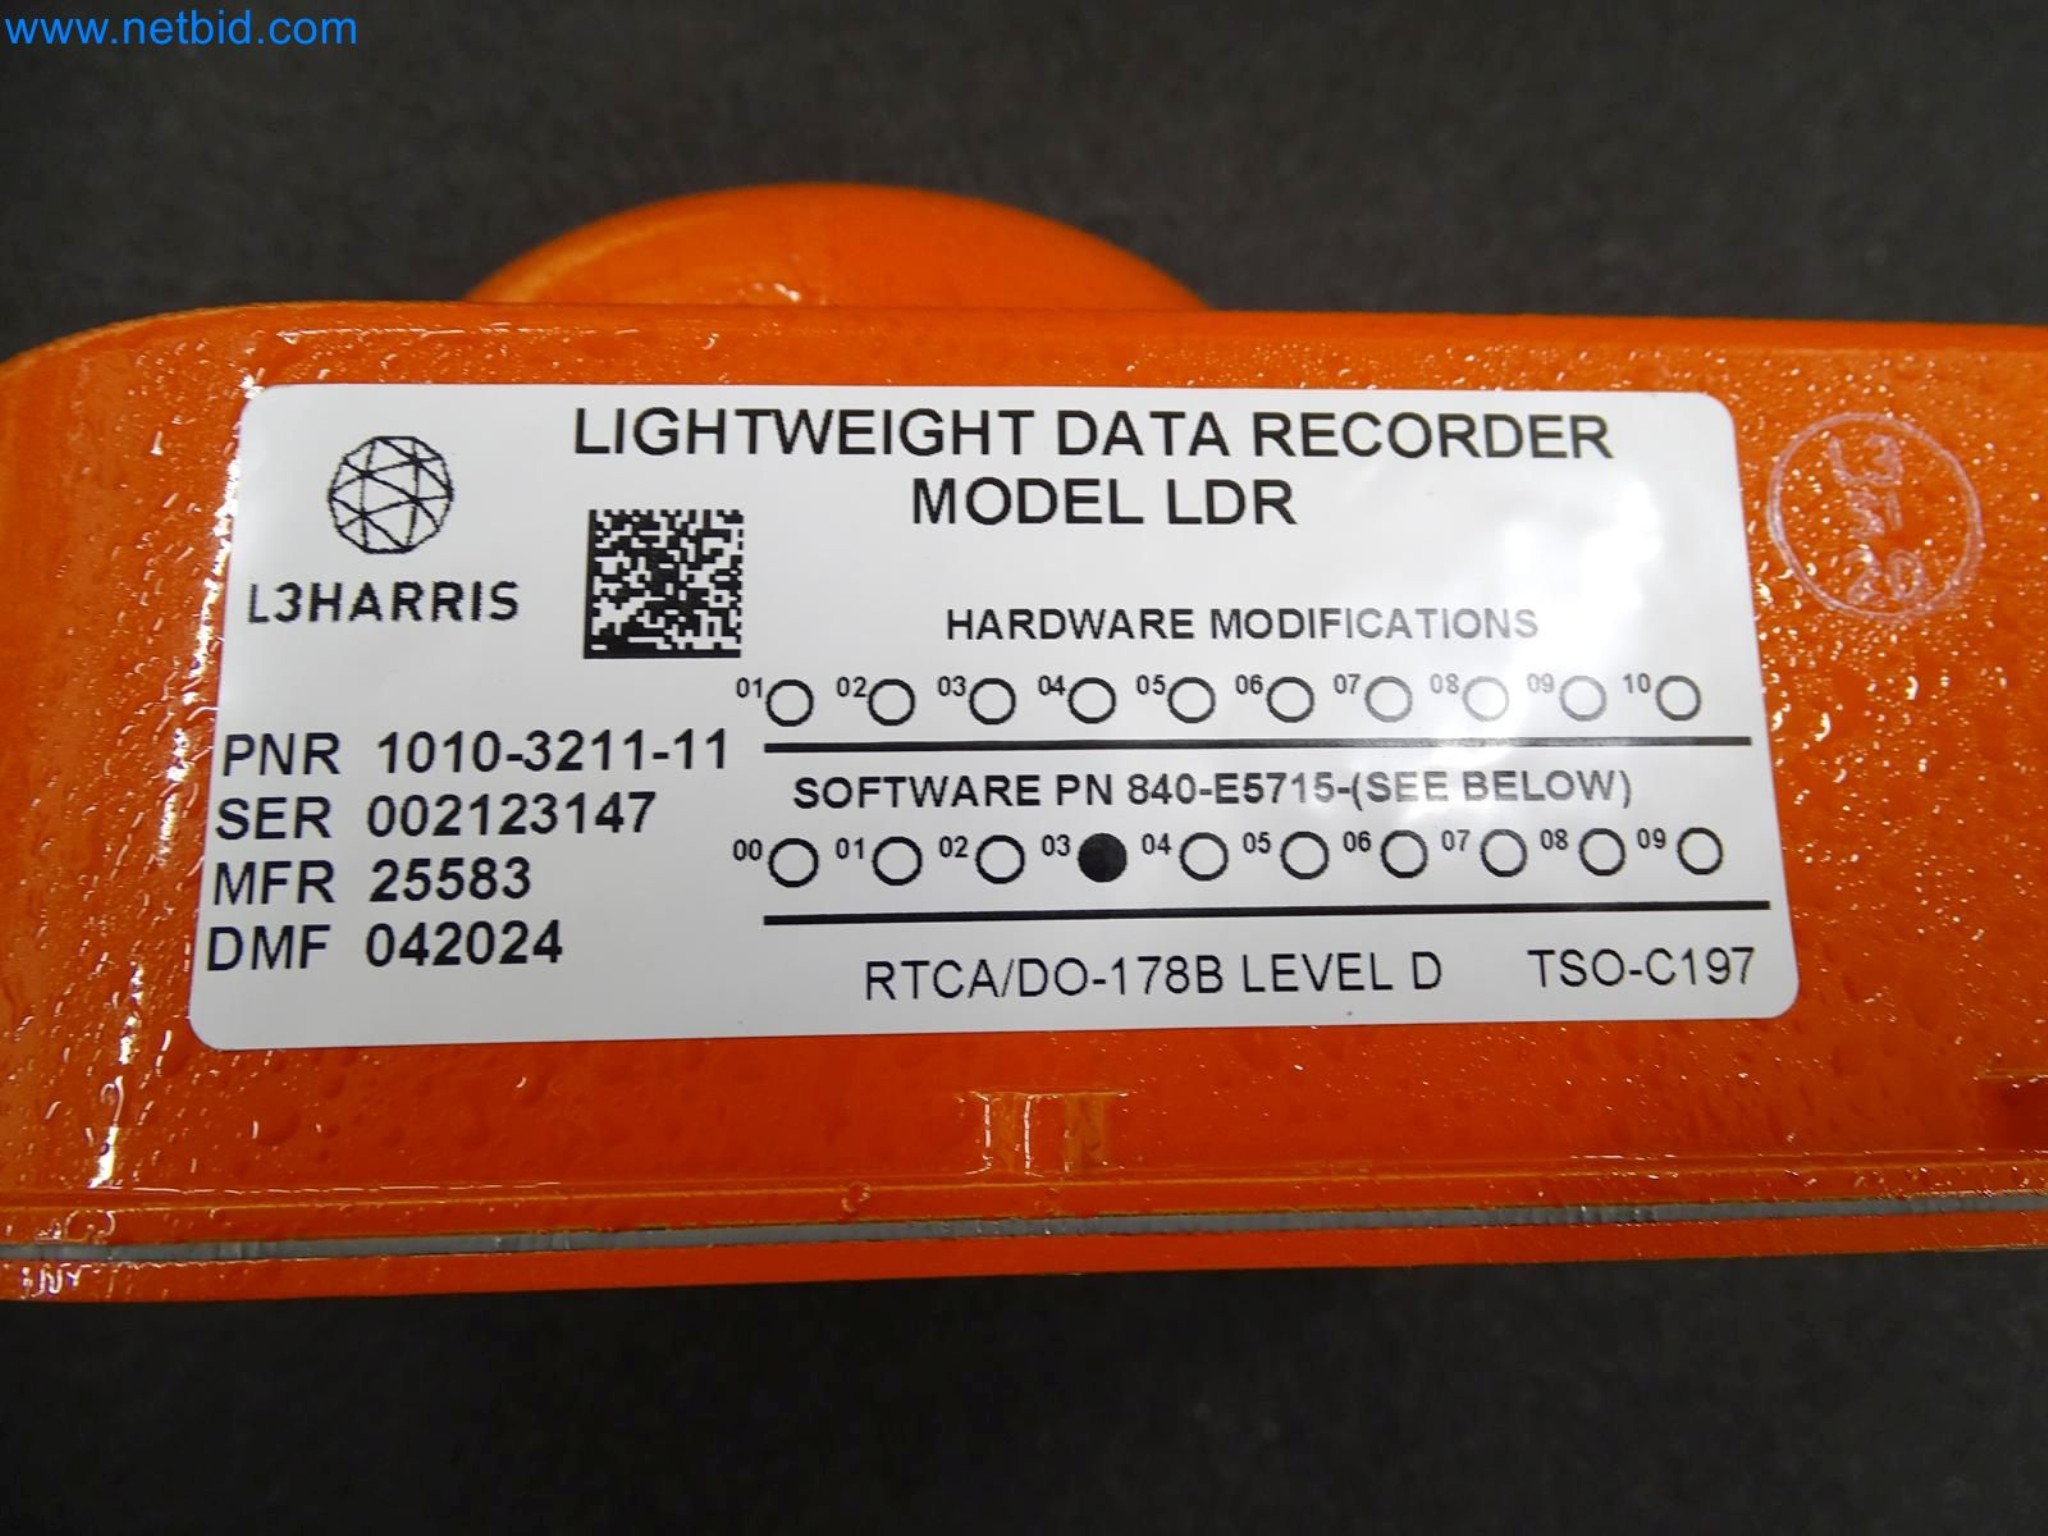 www.netbid.com
LIGHTWEIGHT DATA RECORDER
MODEL LDR
L3HARRIS
HARDWARE MODIFICATIONS
01 02 03 04 05 06 07 08 09 10
PNR 1010-3211-11
SER 002123147
MFR 25583
DMF 042024
SOFTWARE PN 840-E5715-(SEE BELOW)
00 01 02 03 04 05 06 07 08 09
RTCA/DO-178B LEVEL D TSO-C197
L3